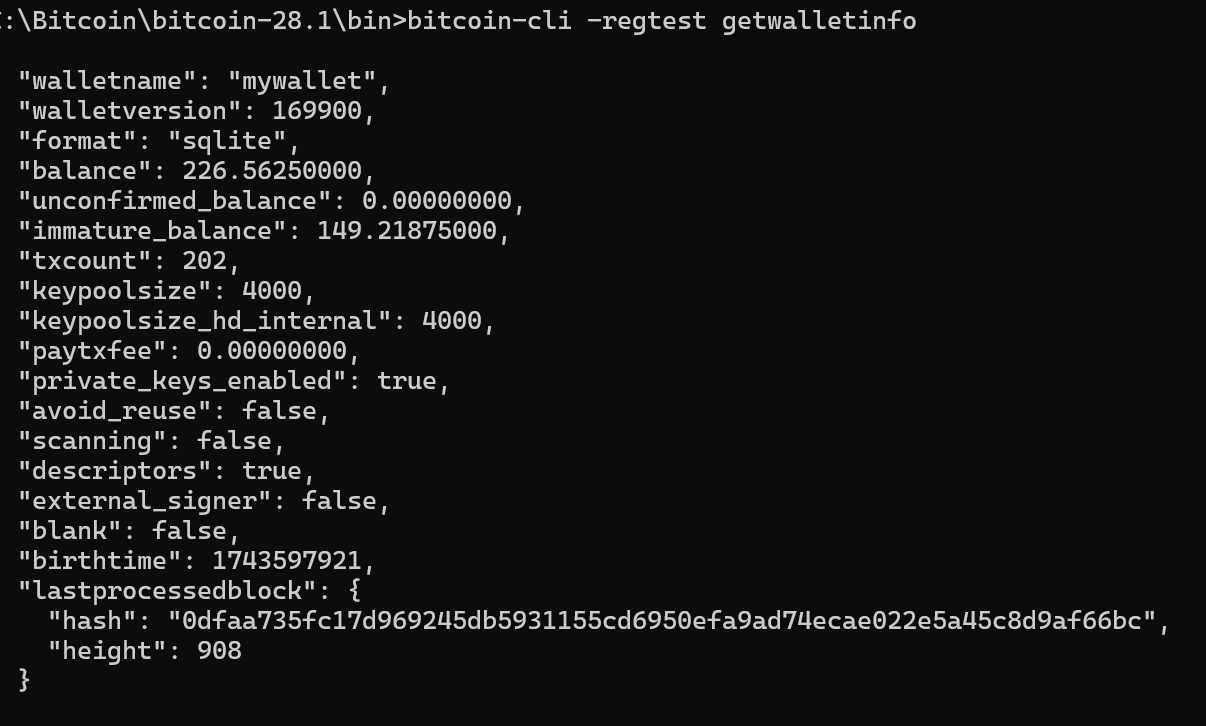 :\Bitcoin\bitcoin-28.1\bin>bitcoin-cli -regtest getwalletinfo
"walletname": "mywallet",
"walletversion": 169900,
"format": "sqlite",
"balance": 226.56250000,
"unconfirmed_balance": 0.00000000,
"immature_balance": 149.21875000,
"txcount": 202,
"keypoolsize": 4000,
"keypoolsize_hd_internal": 4000,
"paytxfee": 0.00000000,
"private_keys_enabled": true,
"avoid_reuse": false,
"scanning": false,
"descriptors": true,
"external_signer": false,
"blank": false,
"birthtime": 1743597921,
"lastprocessedblock": {
"hash": "0dfaa735fc17d969245db5931155cd6950efa9ad74ecae022e5a45c8d9af66bc",
"height": 908
}